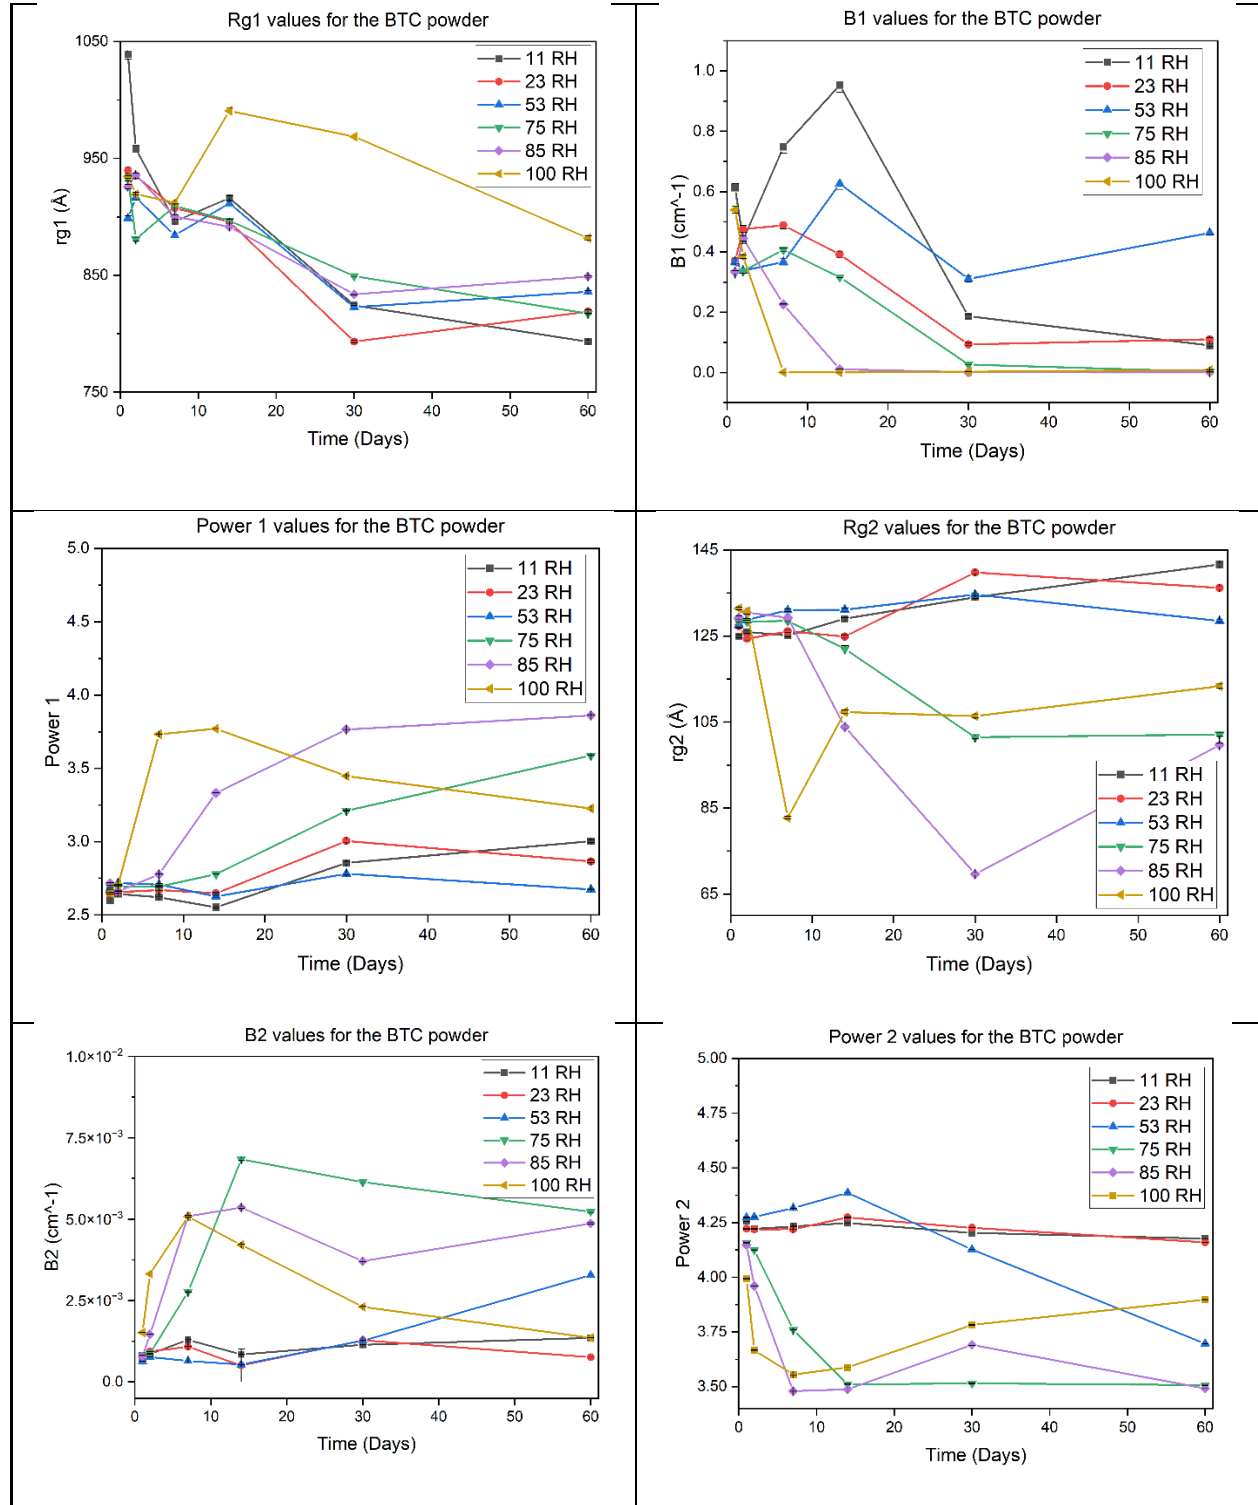 Rg1 values for the BTC powder
1050
950
850
750
rg1 (Å)
0 10 20 30 40 50 60
Time (Days)
11 RH
23 RH
53 RH
75 RH
85 RH
100 RH
B1 values for the BTC powder
1.0
0.8
0.6
0.4
0.2
0.0
B1 (cm^-1)
0 10 20 30 40 50 60
Time (Days)
11 RH
23 RH
53 RH
75 RH
85 RH
100 RH
Power 1 values for the BTC powder
5.0
4.5
4.0
3.5
3.0
2.5
Power 1
0 10 20 30 40 50 60
Time (Days)
11 RH
23 RH
53 RH
75 RH
85 RH
100 RH
Rg2 values for the BTC powder
145
125
105
85
65
rg2 (Å)
0 10 20 30 40 50 60
Time (Days)
11 RH
23 RH
53 RH
75 RH
85 RH
100 RH
B2 values for the BTC powder
1.0×10⁻²
7.5×10⁻³
5.0×10⁻³
2.5×10⁻³
0.0
B2 (cm^-1)
0 10 20 30 40 50 60
Time (Days)
11 RH
23 RH
53 RH
75 RH
85 RH
100 RH
Power 2 values for the BTC powder
5.00
4.75
4.50
4.25
4.00
3.75
3.50
Power 2
0 10 20 30 40 50 60
Time (Days)
11 RH
23 RH
53 RH
75 RH
85 RH
100 RH